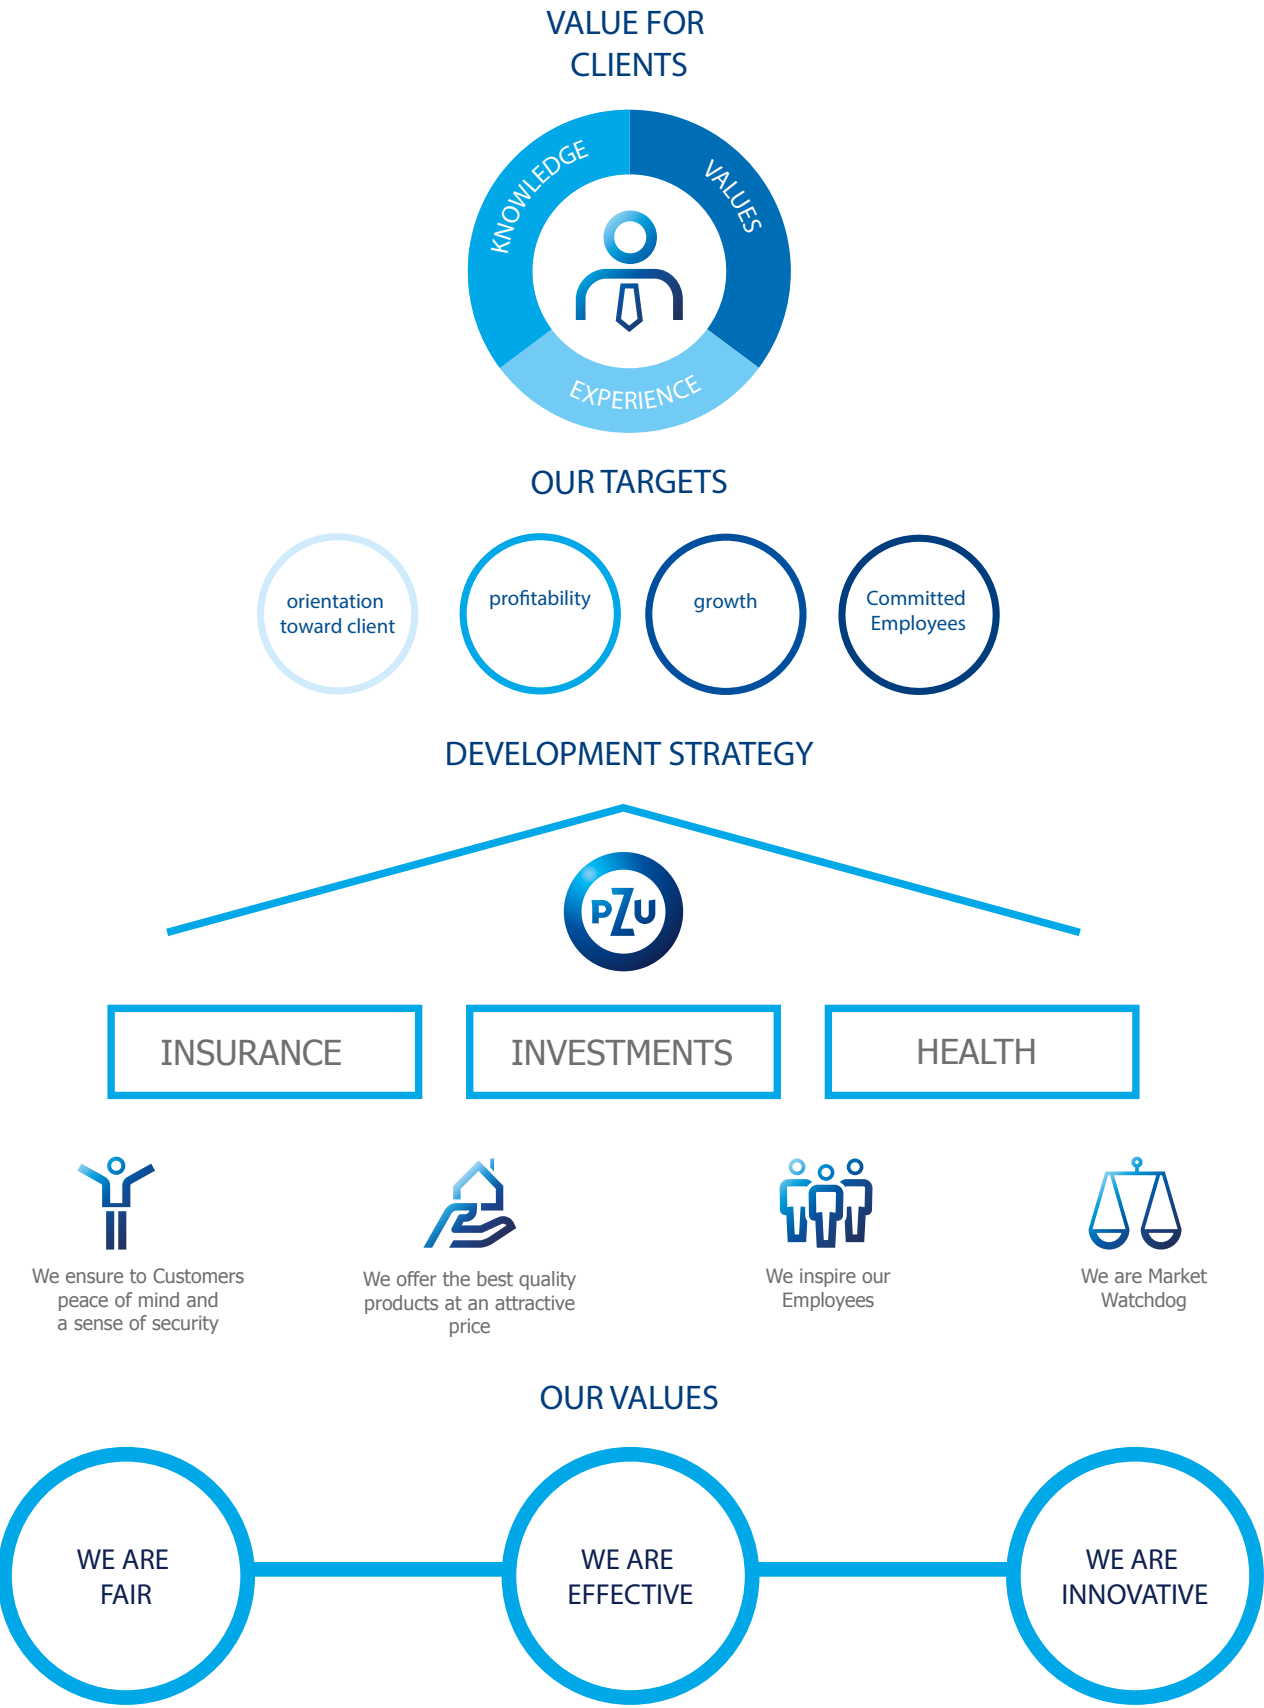 VALUE FOR
CLIENTS
KNOWLEDGE
VALUES
EXPERIENCE
OUR TARGETS
orientation
toward client
profitability
growth
Committed
Employees
DEVELOPMENT STRATEGY
PZU
INSURANCE
INVESTMENTS
HEALTH
We ensure to Customers
peace of mind and
a sense of security
We offer the best quality
products at an attractive
price
We inspire our
Employees
We are Market
Watchdog
OUR VALUES
WE ARE
FAIR
WE ARE
EFFECTIVE
WE ARE
INNOVATIVE